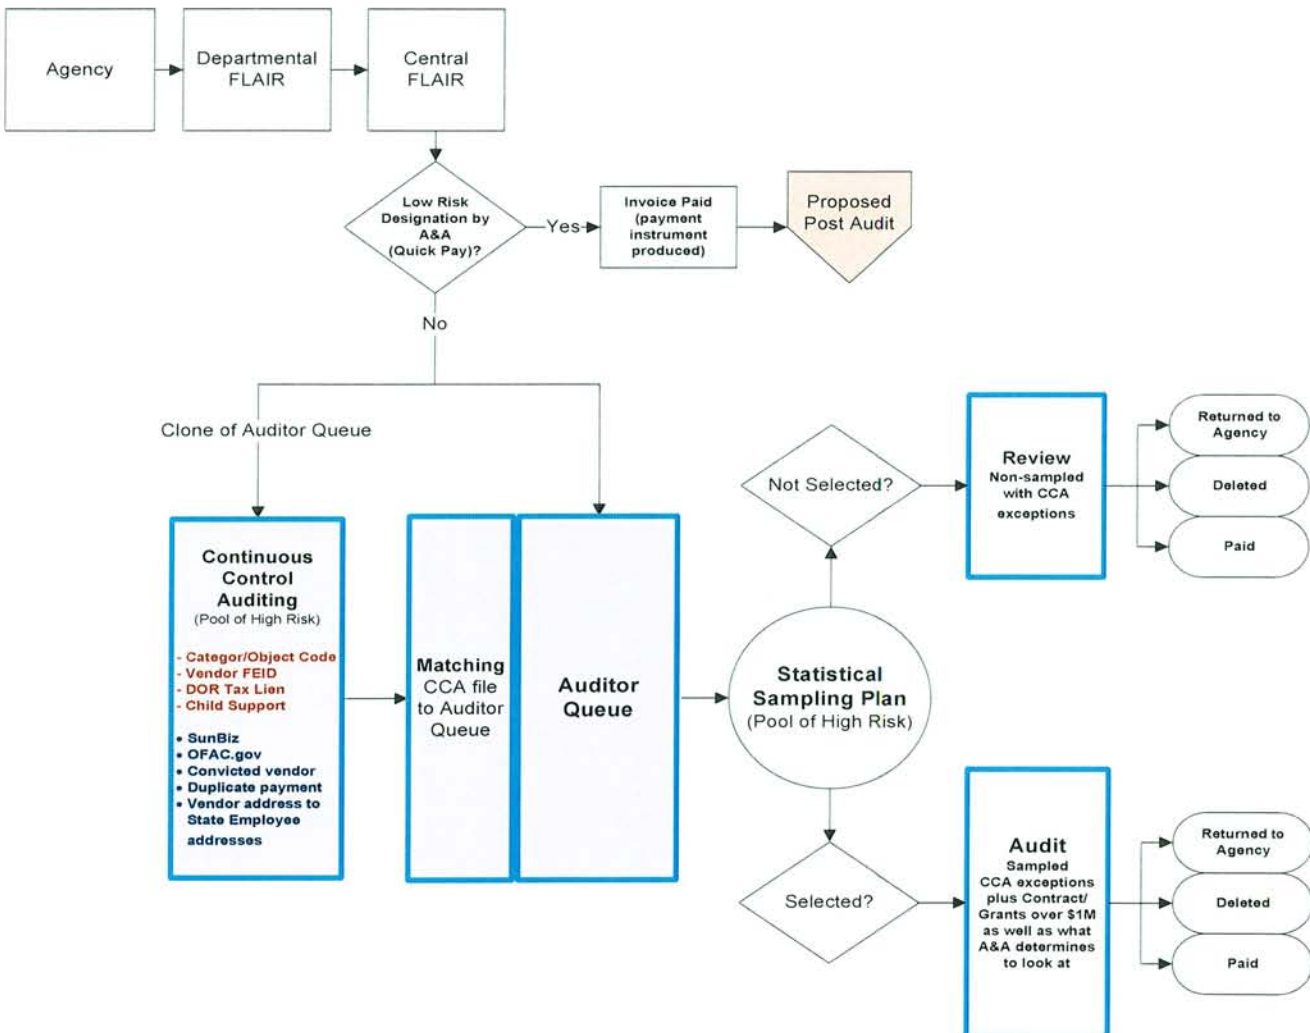 Agency
Departmental
FLAIR
Central
FLAIR
Low Risk
Designation by
A&A
(Quick Pay)?
Yes
Invoice Paid
(payment
instrument
produced)
Proposed
Post Audit
No
Clone of Auditor Queue
Continuous
Control
Auditing
(Pool of High Risk)
- Categor/Object Code
- Vendor FEID
- DOR Tax Lien
- Child Support
• SunBiz
• OFAC.gov
• Convicted vendor
• Duplicate payment
• Vendor address to
State Employee
addresses
Matching
CCA file
to Auditor
Queue
Auditor
Queue
Statistical
Sampling Plan
(Pool of High Risk)
Not Selected?
Review
Non-sampled
with CCA
exceptions
Returned to
Agency
Deleted
Paid
Selected?
Audit
Sampled
CCA exceptions
plus Contract/
Grants over $1M
as well as what
A&A determines
to look at
Returned to
Agency
Deleted
Paid